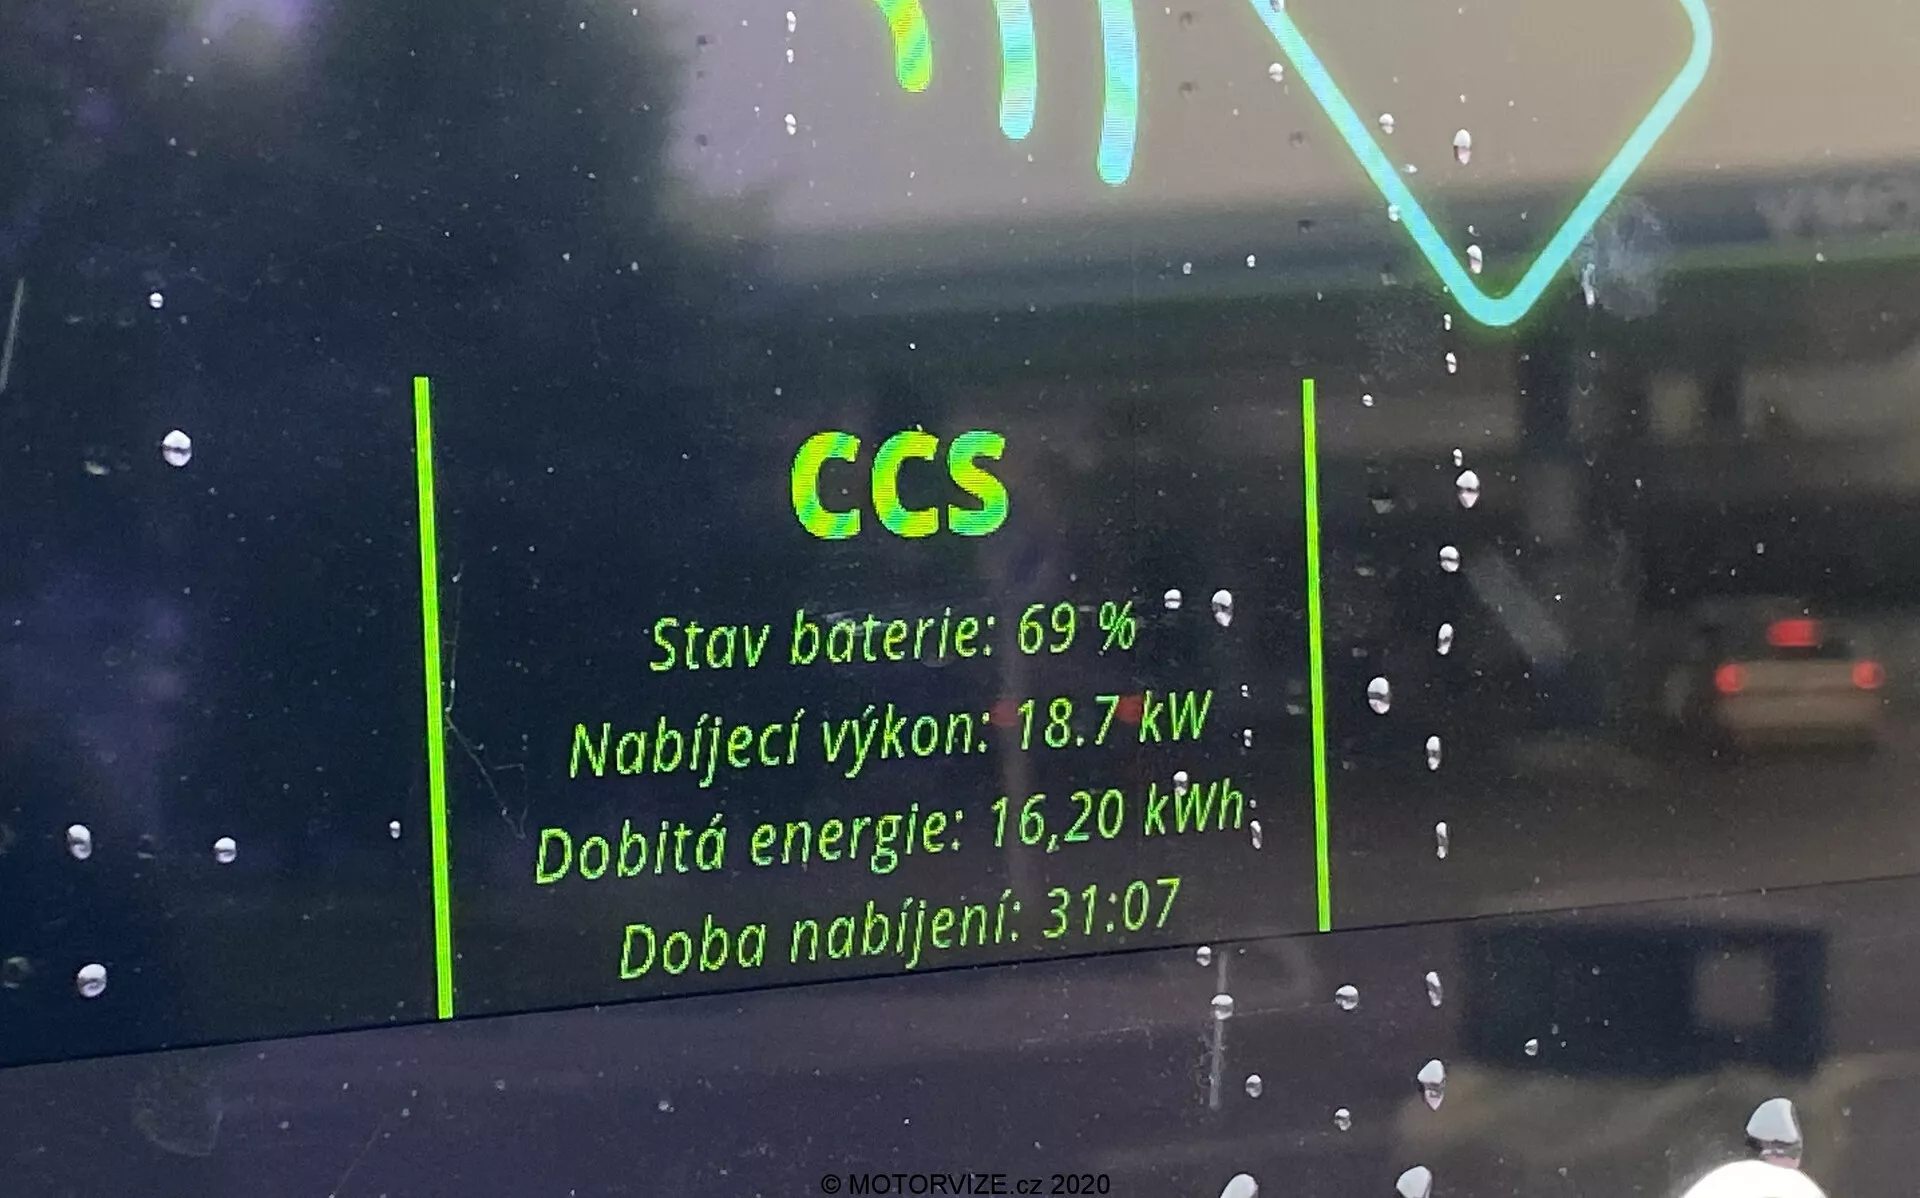 CCS
Stav baterie: 69 %
Nabíjecí výkon: 18.7 kW
Dobitá energie: 16,20 kWh
Doba nabíjení: 31:07
© MOTORVIZE.cz 2020